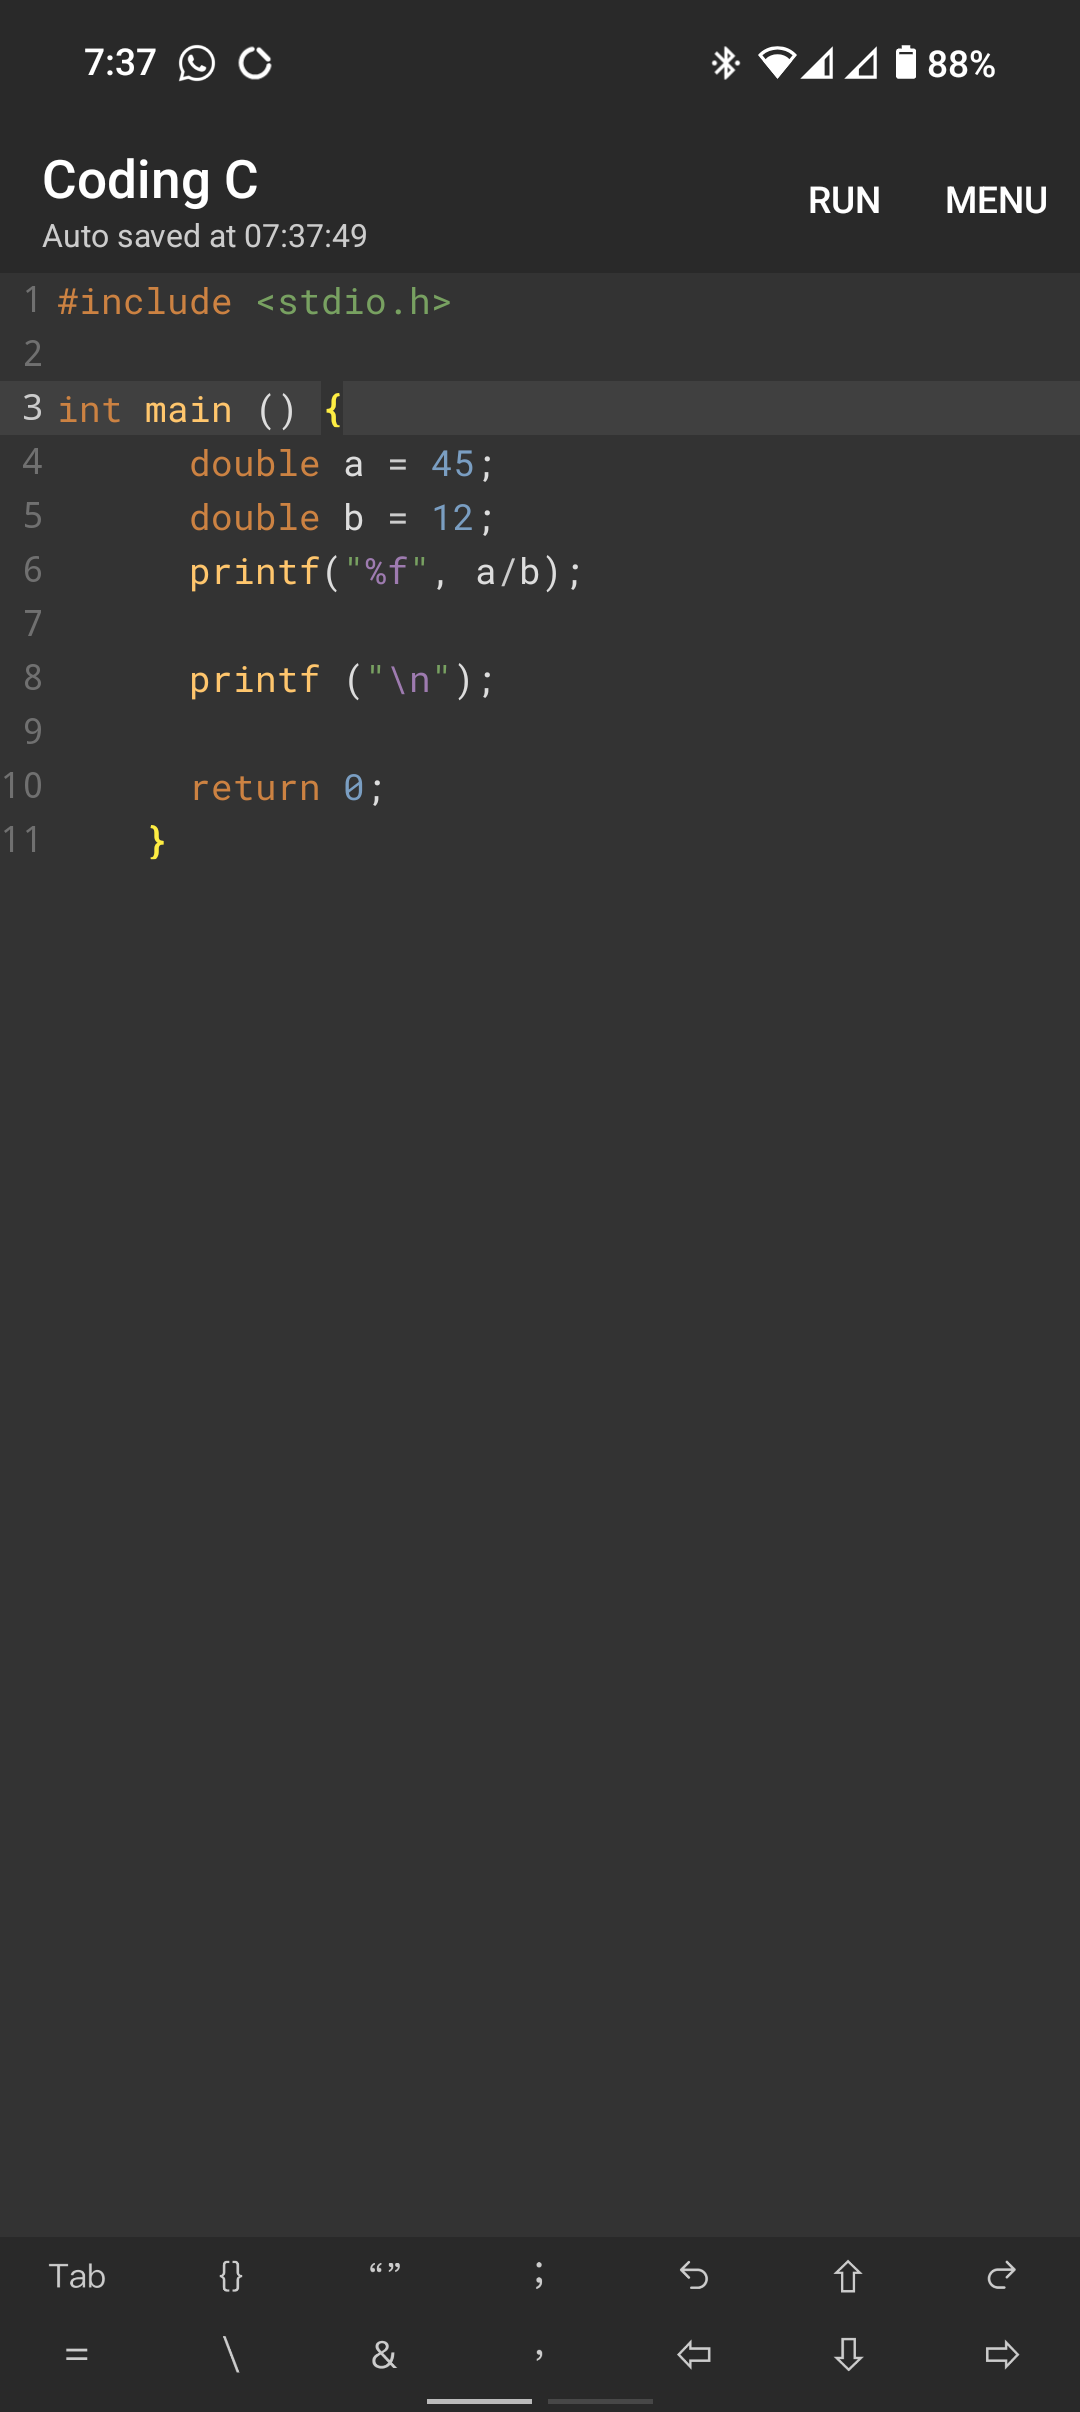 7:37 88%
Coding C
RUN MENU
Auto saved at 07:37:49
1 #include <stdio.h>
2
3 int main () {
4 double a = 45;
5 double b = 12;
6 printf("%f", a/b);
7
8 printf ("\n");
9
10 return 0;
11 }
Tab {} “” ;
= \ & ,